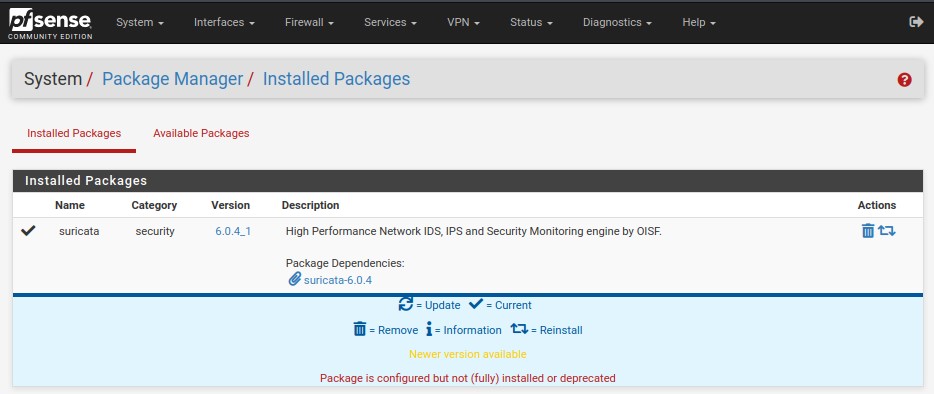 pfsense
COMMUNITY EDITION
System Interfaces Firewall Services VPN Status Diagnostics Help
System / Package Manager / Installed Packages
Installed Packages Available Packages
Installed Packages
Name Category Version Description Actions
suricata security 6.0.4_1 High Performance Network IDS, IPS and Security Monitoring engine by OISF.
Package Dependencies:
suricata-6.0.4
= Update = Current
= Remove = Information = Reinstall
Newer version available
Package is configured but not (fully) installed or deprecated